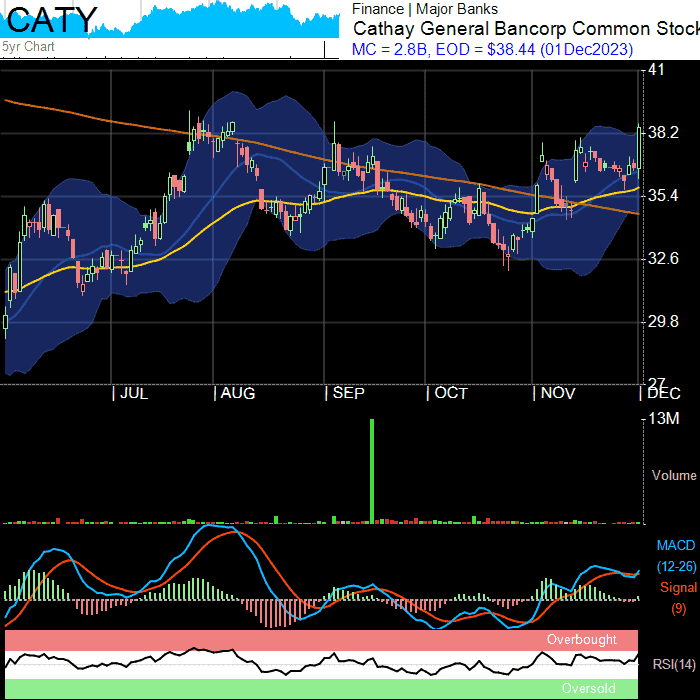 CATY
5yr Chart
Finance | Major Banks
Cathay General Bancorp Common Stock
MC = 2.8B, EOD = $38.44 (01Dec2023)
41
38.2
35.4
32.6
29.8
27
JUL AUG SEP OCT NOV DEC
13M
Volume
MACD
(12-26)
Signal
(9)
Overbought
RSI(14)
Oversold